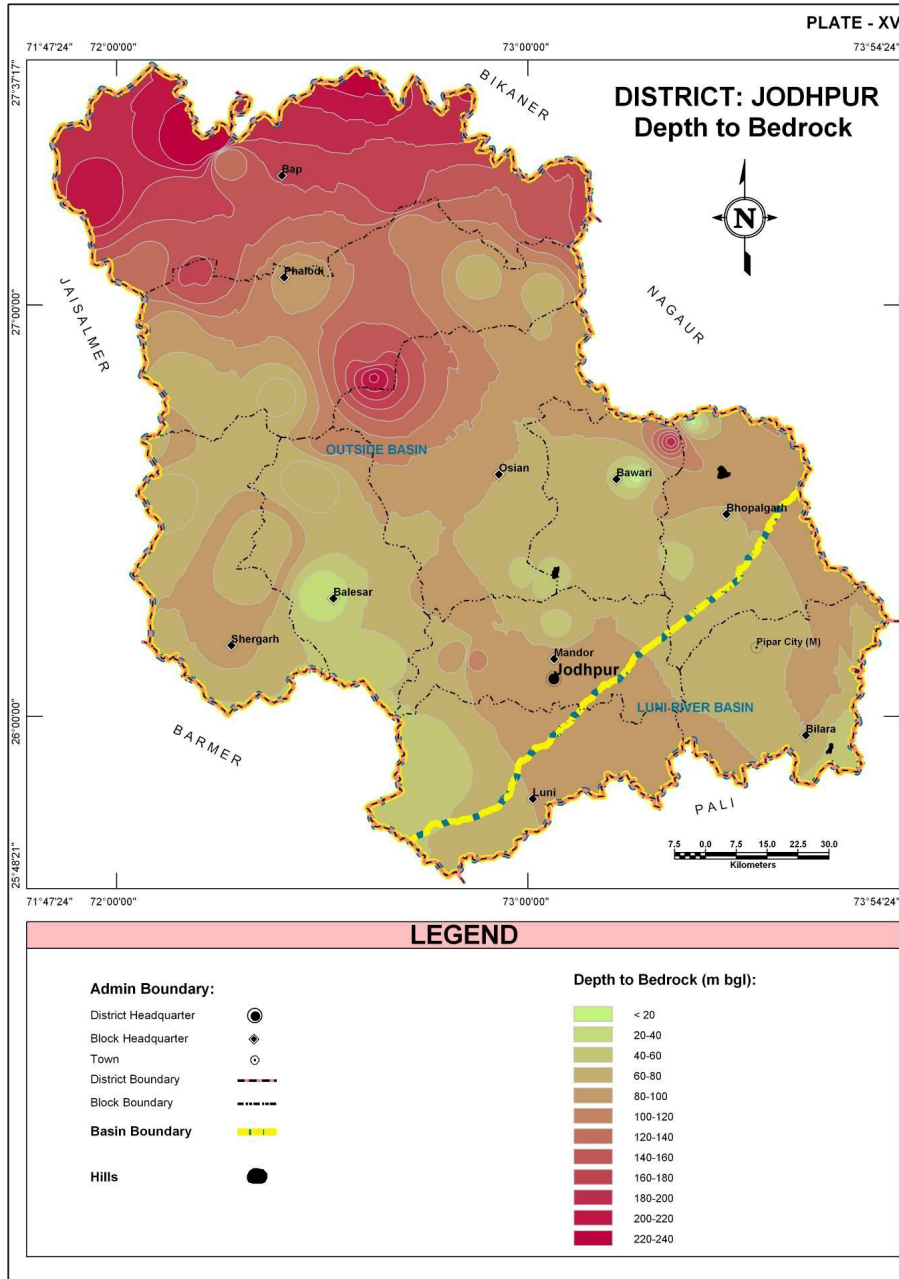 PLATE - XV
71°47'24" 72°00'00" 73°00'00" 73°54'24"
27°37'17"
BIKANER
DISTRICT: JODHPUR
Depth to Bedrock
N
Bap
Phalodi
JAISALMER
27°00'00"
NAGAUR
OUTSIDE BASIN
Osian
Bawari
Bhopalgarh
Balesar
Shergarh
Pipar City (M)
Mandor
Jodhpur
26°00'00"
LUNI RIVER BASIN
BARMER
Bilara
Luni
PALI
7.5 0.0 7.5 15.0 22.5 30.0
Kilometers
25°48'21"
71°47'24" 72°00'00" 73°00'00" 73°54'24"
LEGEND
Admin Boundary:
District Headquarter
Block Headquarter
Town
District Boundary
Block Boundary
Basin Boundary
Hills
Depth to Bedrock (m bgl):
< 20
20-40
40-60
60-80
80-100
100-120
120-140
140-160
160-180
180-200
200-220
220-240